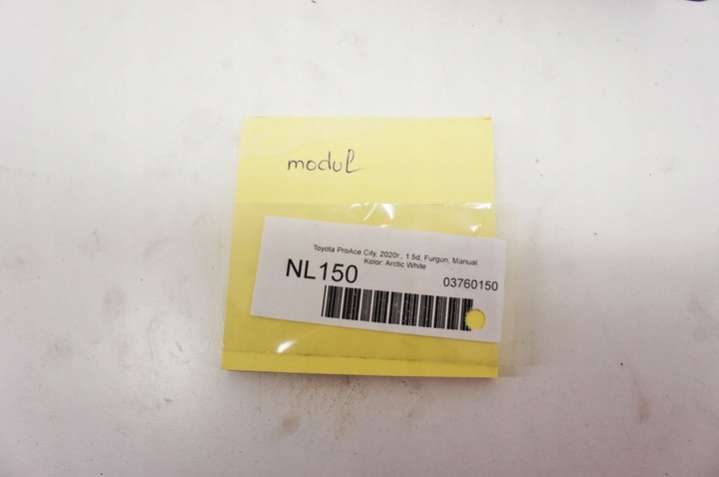 moduł
Toyota ProAce City, 2020r., 1.5d, Furgon, Manual
Kolor: Arctic White
NL150
03760150